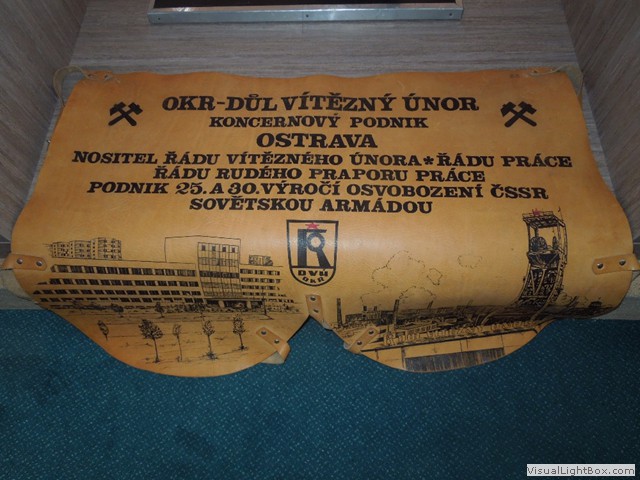 OKR-DŮL VÍTĚZNÝ ÚNOR
KONCERNOVÝ PODNIK
OSTRAVA
NOSITEL ŘÁDU VÍTĚZNÉHO ÚNORA * ŘÁDU PRÁCE
ŘÁDU RUDÉHO PRAPORU PRÁCE
PODNIK 25. A 30. VÝROČÍ OSVOBOZENÍ ČSSR
SOVĚTSKOU ARMÁDOU
DVÚ
OKR
VisualLightBox.com